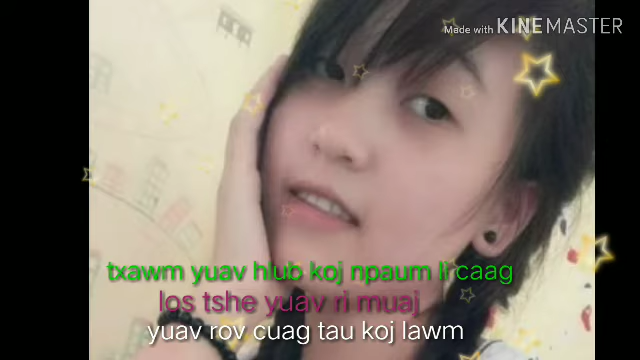 Made with KINEMASTER
txawm yuav hlub koj npaum li caag
los tshe yuav ri muaj
yuav rov cuag tau koj lawm